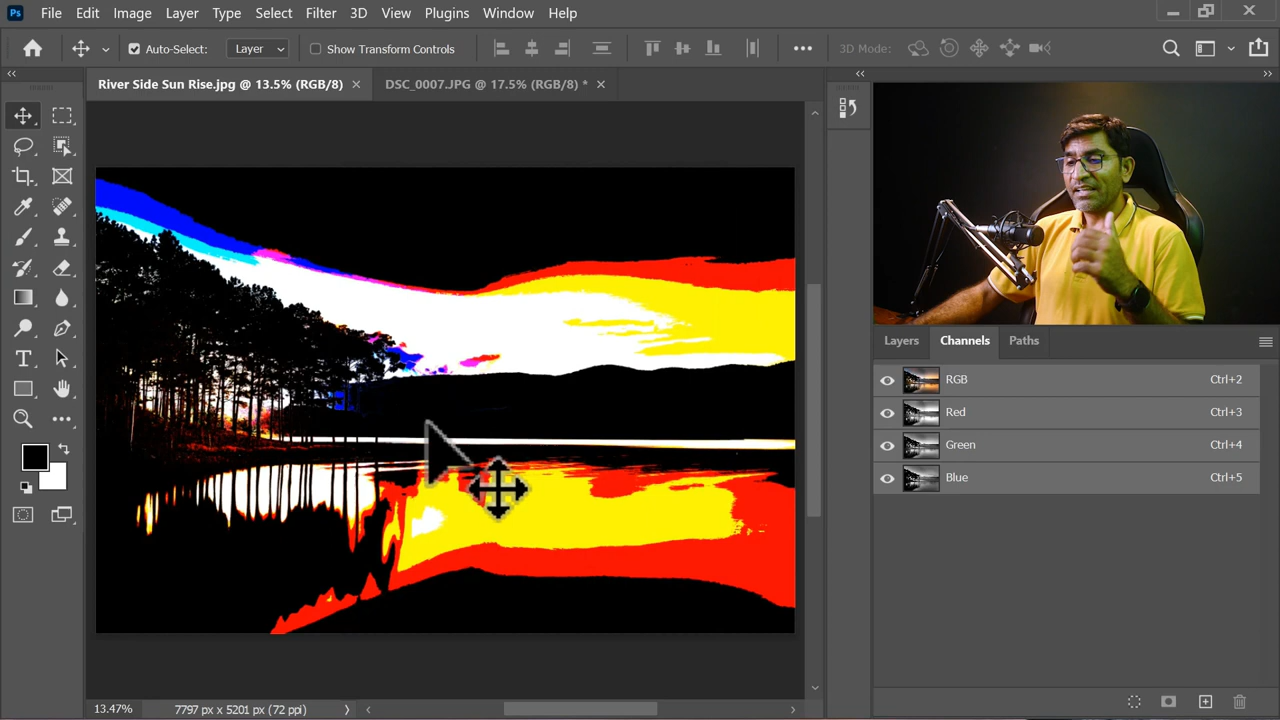 Ps File Edit Image Layer Type Select Filter 3D View Plugins Window Help
Auto-Select: Layer Show Transform Controls 3D Mode:
River Side Sun Rise.jpg @ 13.5% (RGB/8) DSC_0007.JPG @ 17.5% (RGB/8) *
Layers Channels Paths
RGB Ctrl+2
Red Ctrl+3
Green Ctrl+4
Blue Ctrl+5
13.47% 7797 px x 5201 px (72 ppi)